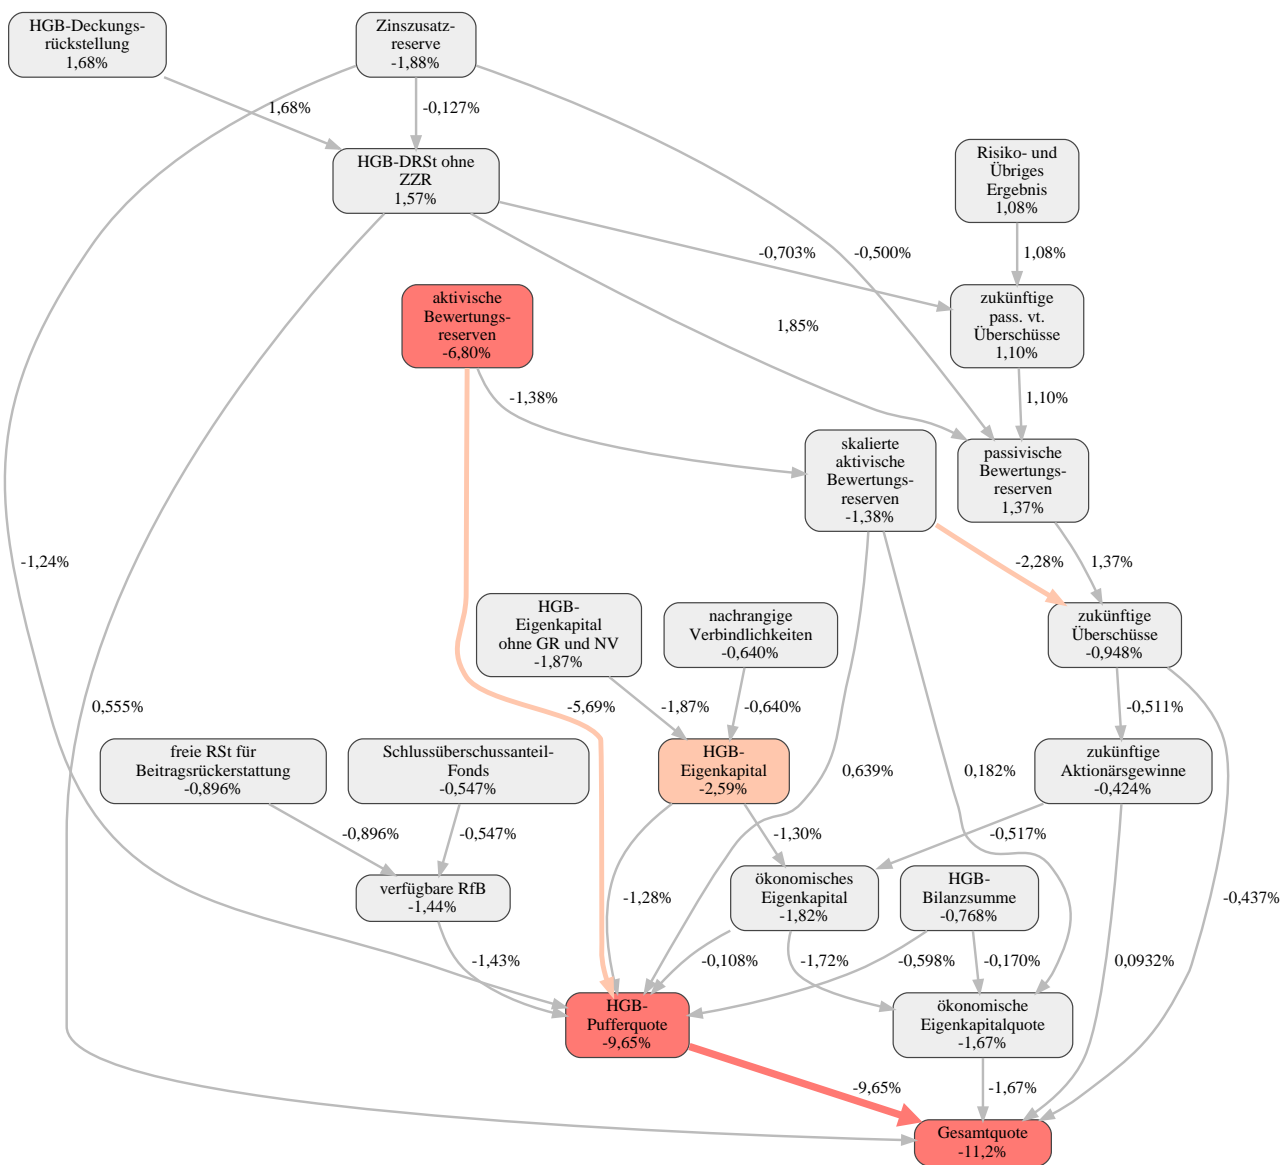 HGB-Deckungs-
rückstellung
1,68%
Zinszusatz-
reserve
-1,88%
1,68%
-0,127%
HGB-DRSt ohne
ZZR
1,57%
Risiko- und
Übriges
Ergebnis
1,08%
-0,703%
-0,500%
1,08%
aktivische
Bewertungs-
reserven
-6,80%
zukünftige
pass. vt.
Überschüsse
1,10%
1,85%
-1,38%
1,10%
skalierte
aktivische
Bewertungs-
reserven
-1,38%
passivische
Bewertungs-
reserven
1,37%
-1,24%
-2,28%
1,37%
HGB-
Eigenkapital
ohne GR und NV
-1,87%
nachrangige
Verbindlichkeiten
-0,640%
zukünftige
Überschüsse
-0,948%
0,555%
-5,69%
-1,87%
-0,640%
-0,511%
freie RSt für
Beitragsrückerstattung
-0,896%
Schlussüberschussanteil-
Fonds
-0,547%
HGB-
Eigenkapital
-2,59%
0,639%
0,182%
zukünftige
Aktionärsgewinne
-0,424%
-0,896%
-0,547%
-1,30%
-0,517%
verfügbare RfB
-1,44%
-1,28%
ökonomisches
Eigenkapital
-1,82%
HGB-
Bilanzsumme
-0,768%
-0,437%
-1,43%
-0,108%
-1,72%
-0,598%
-0,170%
0,0932%
HGB-
Pufferquote
-9,65%
ökonomische
Eigenkapitalquote
-1,67%
-9,65%
-1,67%
Gesamtquote
-11,2%